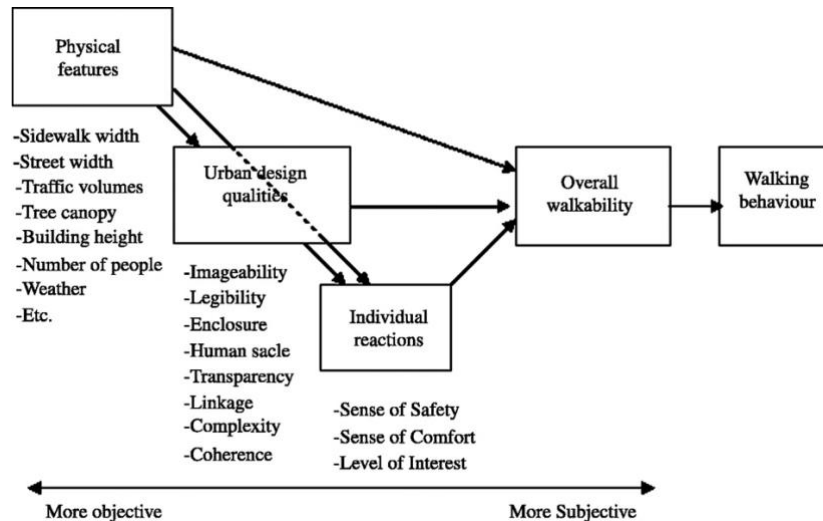 Physical
features
-Sidewalk width
-Street width
-Traffic volumes
-Tree canopy
-Building height
-Number of people
-Weather
-Etc.
Urban design
qualities
-Imageability
-Legibility
-Enclosure
-Human sacle
-Transparency
-Linkage
-Complexity
-Coherence
Individual
reactions
-Sense of Safety
-Sense of Comfort
-Level of Interest
Overall
walkability
Walking
behaviour
More objective
More Subjective